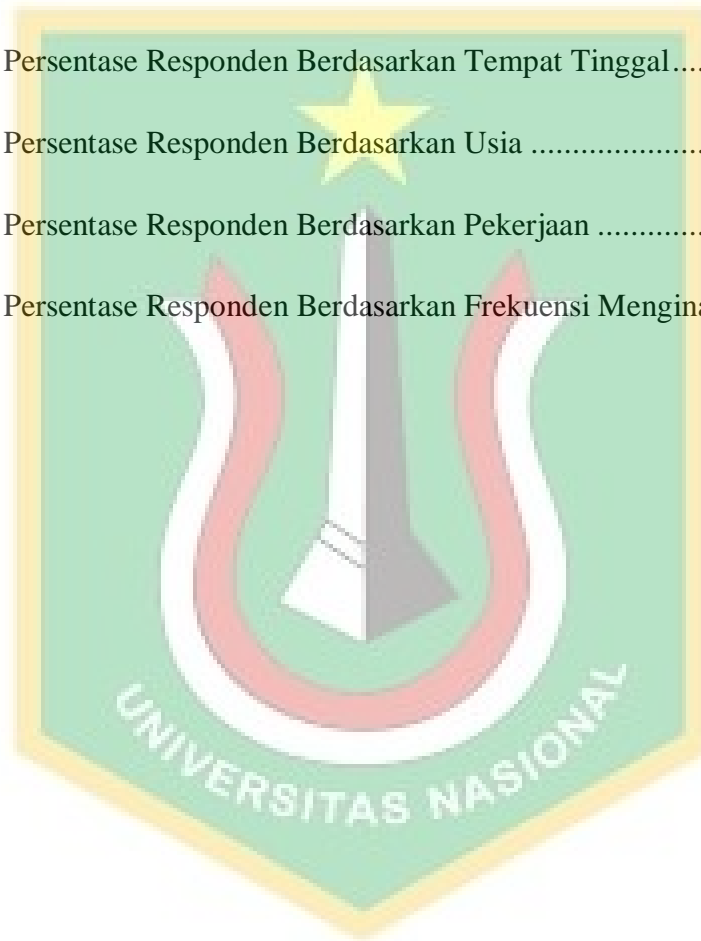 Persentase Responden Berdasarkan Tempat Tinggal....
Persentase Responden Berdasarkan Usia .....................
Persentase Responden Berdasarkan Pekerjaan .............
Persentase Responden Berdasarkan Frekuensi Mengina
UNIVERSITAS NASIONAL